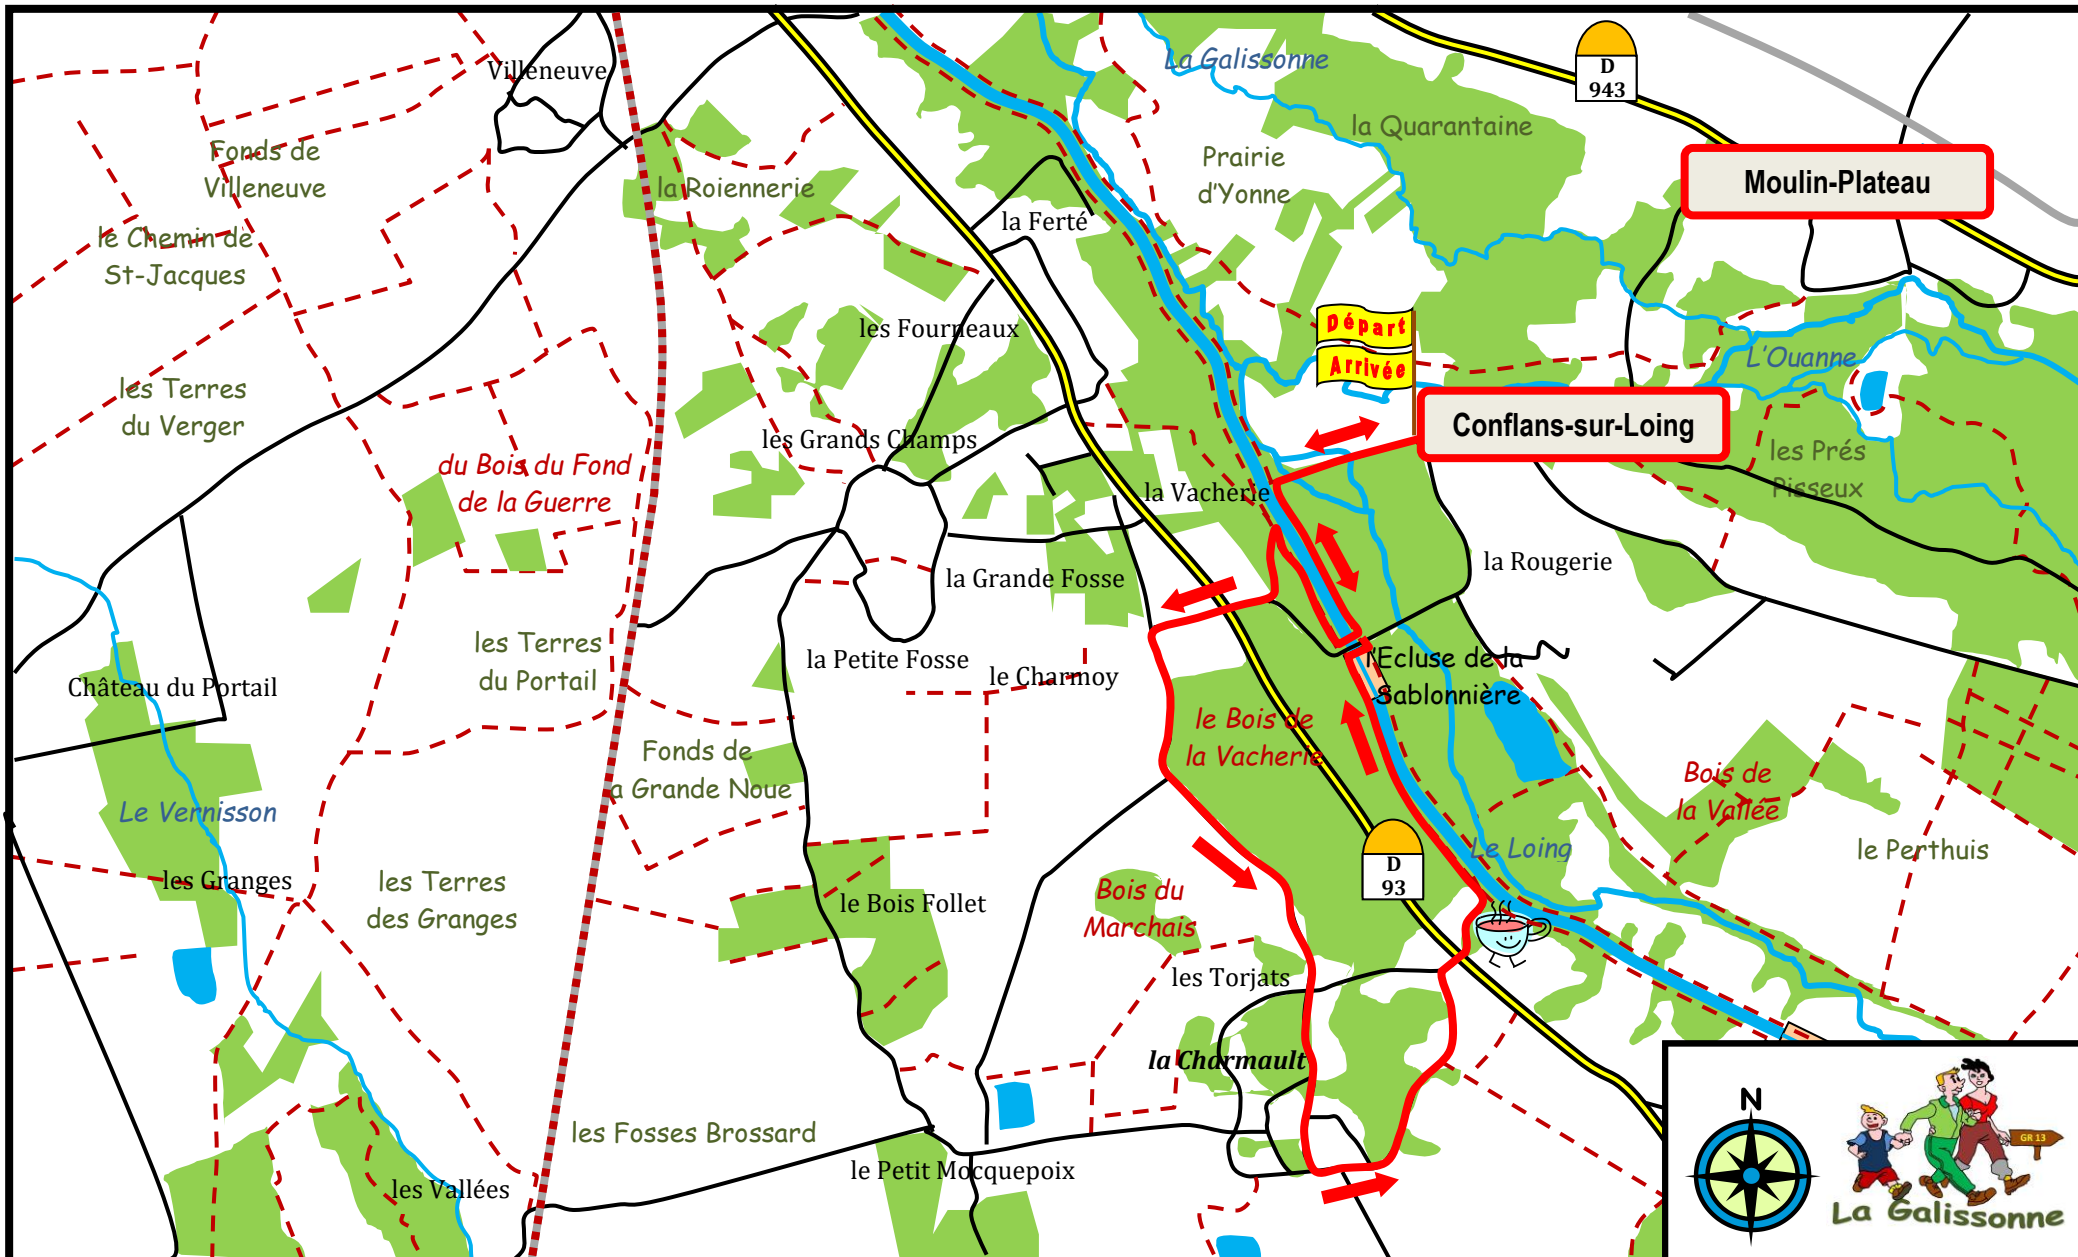 Villeneuve
La Galissonne
D
943
Fonds de
Villeneuve
la Roiennerie
Prairie
d'Yonne
la Quarantaine
Moulin-Plateau
le Chemin de
St-Jacques
la Ferté
les Fourneaux
Départ
Arrivée
L'Ouanne
les Terres
du Verger
les Grands Champs
Conflans-sur-Loing
les Prés
Pisseux
du Bois du Fond
de la Guerre
la Vacherie
la Grande Fosse
la Rougerie
les Terres
du Portail
la Petite Fosse
le Charmoy
l'Ecluse de la
Sablonnière
Château du Portail
le Bois de
la Vacherie
Fonds de
a Grande Noue
Bois de
la Vallée
Le Vernisson
D
93
Le Loing
le Perthuis
les Granges
les Terres
des Granges
le Bois Follet
Bois du
Marchais
les Torjats
la Charmault
les Fosses Brossard
le Petit Mocquepoix
les Vallées
N
GR 13
La Galissonne